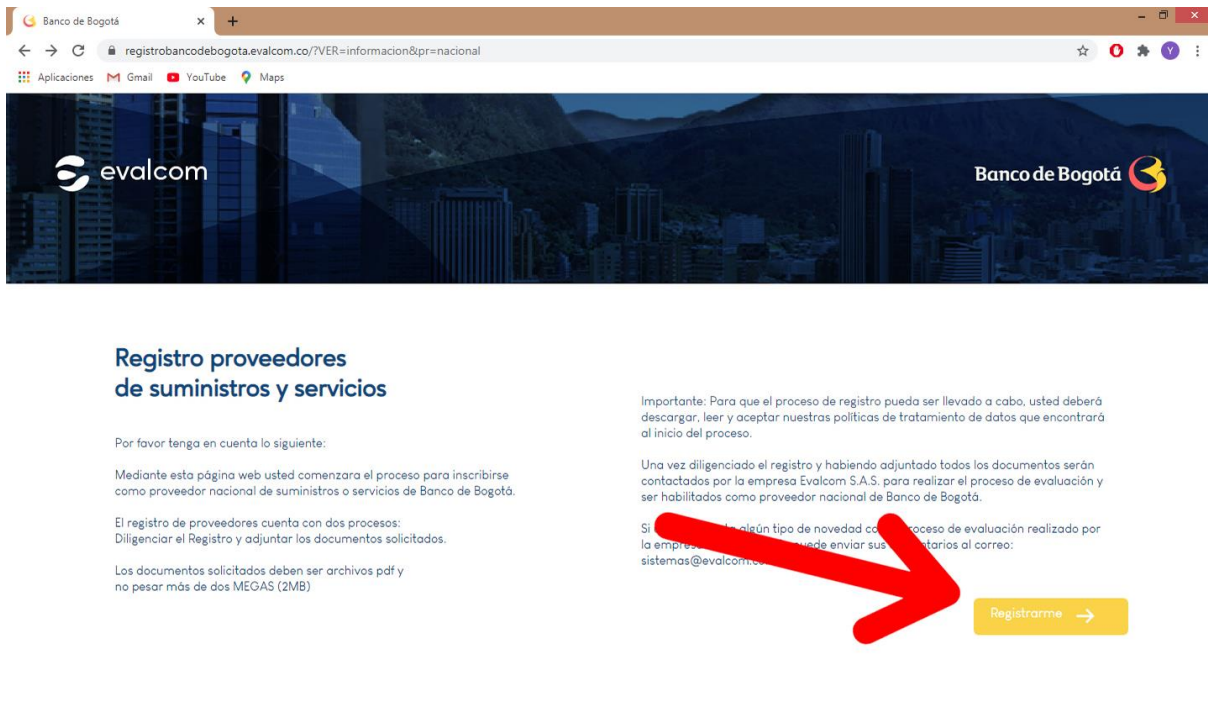 Banco de Bogotá
registrobancodebogota.evalcom.co/?VER=informacion&pr=nacional
Y
Aplicaciones Gmail YouTube Maps
evalcom
Banco de Bogotá
Registro proveedores
de suministros y servicios
Por favor tenga en cuenta lo siguiente:
Mediante esta página web usted comenzara el proceso para inscribirse
como proveedor nacional de suministros o servicios de Banco de Bogotá.
El registro de proveedores cuenta con dos procesos:
Diligenciar el Registro y adjuntar los documentos solicitados.
Los documentos solicitados deben ser archivos pdf y
no pesar más de dos MEGAS (2MB)
Importante: Para que el proceso de registro pueda ser llevado a cabo, usted deberá
descargar, leer y aceptar nuestras políticas de tratamiento de datos que encontrará
al inicio del proceso.
Una vez diligenciado el registro y habiendo adjuntado todos los documentos serán
contactados por la empresa Evalcom S.A.S. para realizar el proceso de evaluación y
ser habilitados como proveedor nacional de Banco de Bogotá.
Si algún tipo de novedad de evaluación realizado por
la enviar sus al correo:
Registrarme